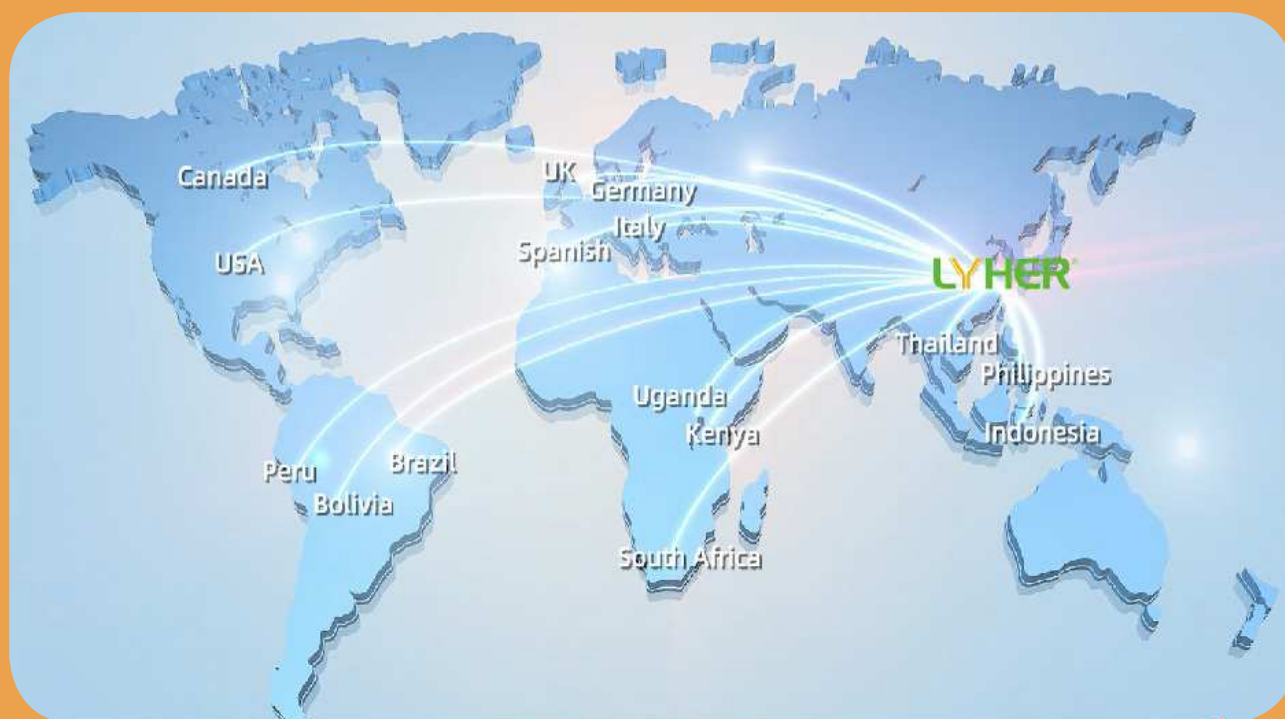 Canada
UK
Germany
Italy
Spanish
USA
LYHER
Thailand
Philippines
Uganda
Kenya
Indonesia
Peru
Brazil
Bolivia
South Africa